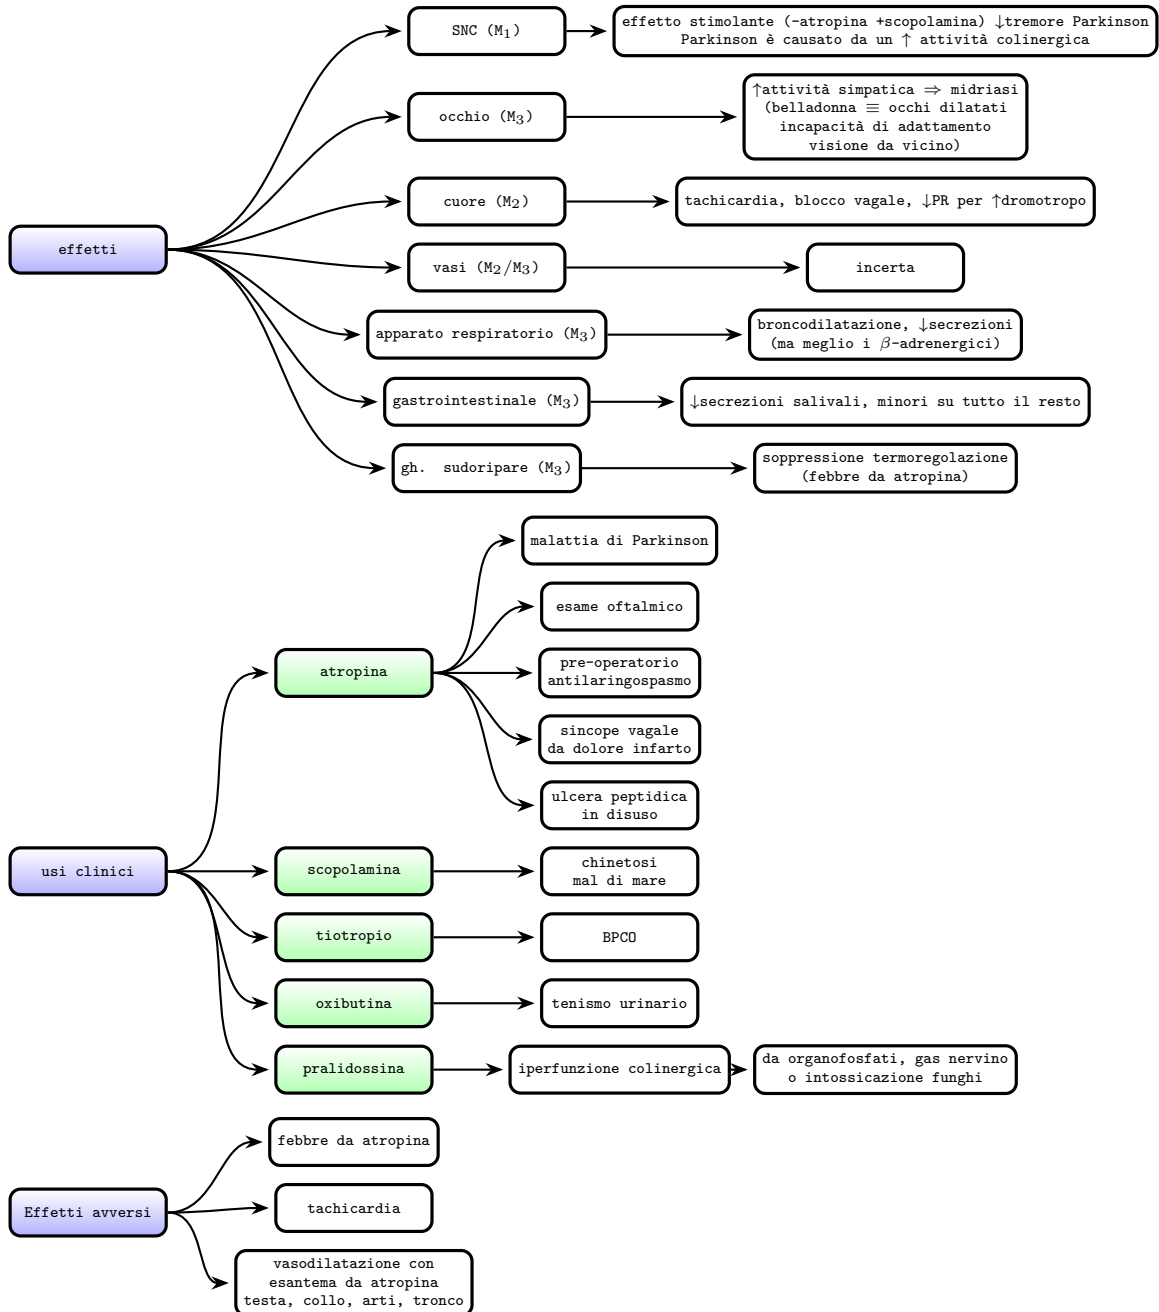 effetti
SNC (M1)
effetto stimolante (-atropina +scopolamina) ↓tremore Parkinson
Parkinson è causato da un ↑ attività colinergica
occhio (M3)
↑attività simpatica ⇒ midriasi
(belladonna ≡ occhi dilatati
incapacità di adattamento
visione da vicino)
cuore (M2)
tachicardia, blocco vagale, ↓PR per ↑dromotropo
vasi (M2/M3)
incerta
apparato respiratorio (M3)
broncodilatazione, ↓secrezioni
(ma meglio i β-adrenergici)
gastrointestinale (M3)
↓secrezioni salivali, minori su tutto il resto
gh. sudoripare (M3)
soppressione termoregolazione
(febbre da atropina)
usi clinici
atropina
malattia di Parkinson
esame oftalmico
pre-operatorio
antilaringospasmo
sincope vagale
da dolore infarto
ulcera peptidica
in disuso
scopolamina
chinetosi
mal di mare
tiotropio
BPCO
oxibutina
tenismo urinario
pralidossina
iperfunzione colinergica
da organofosfati, gas nervino
o intossicazione funghi
Effetti avversi
febbre da atropina
tachicardia
vasodilatazione con
esantema da atropina
testa, collo, arti, tronco